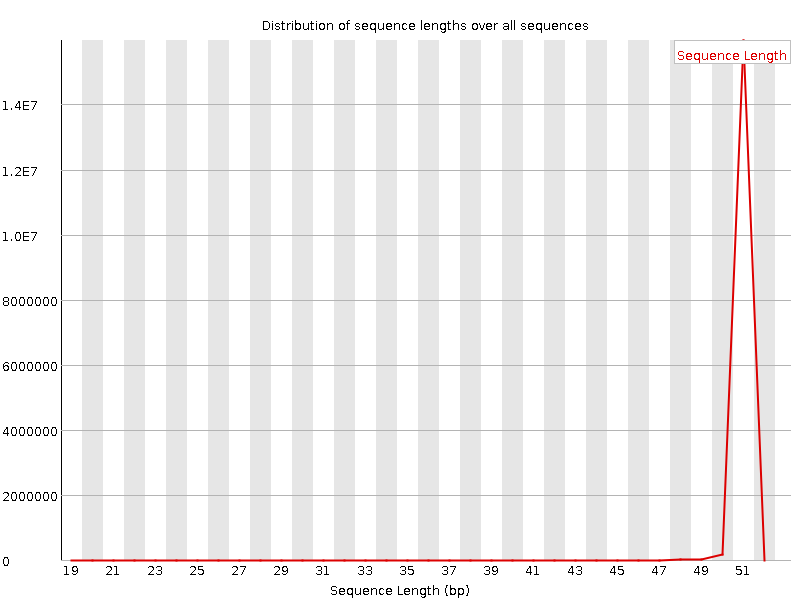 Distribution of sequence lengths over all sequences
Sequence Length
1.4E7
1.2E7
1.0E7
8000000
6000000
4000000
2000000
0
19 21 23 25 27 29 31 33 35 37 39 41 43 45 47 49 51
Sequence Length (bp)